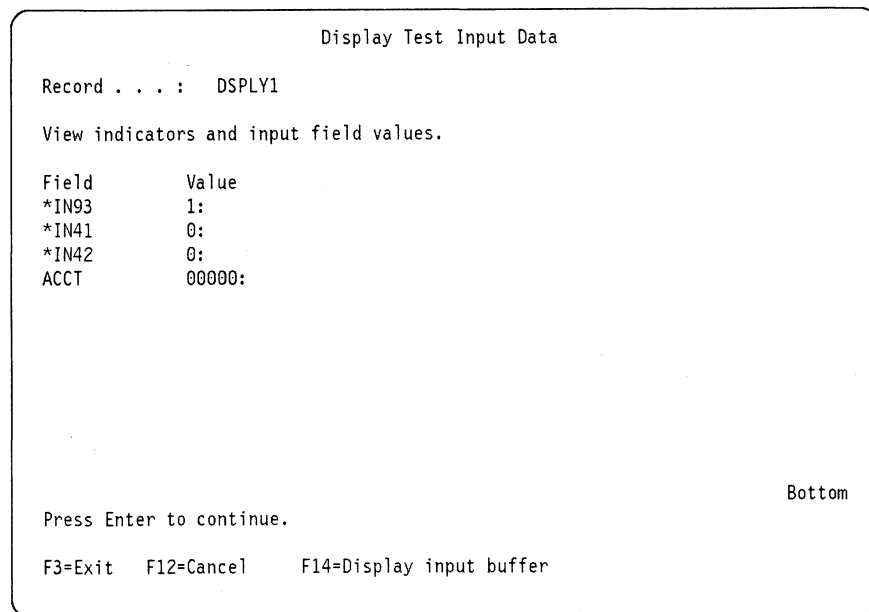 Display Test Input Data
Record . . . :   DSPLY1
View indicators and input field values.
Field          Value
*IN93          1:
*IN41          0:
*IN42          0:
ACCT           00000:
Bottom
Press Enter to continue.
F3=Exit   F12=Cancel      F14=Display input buffer